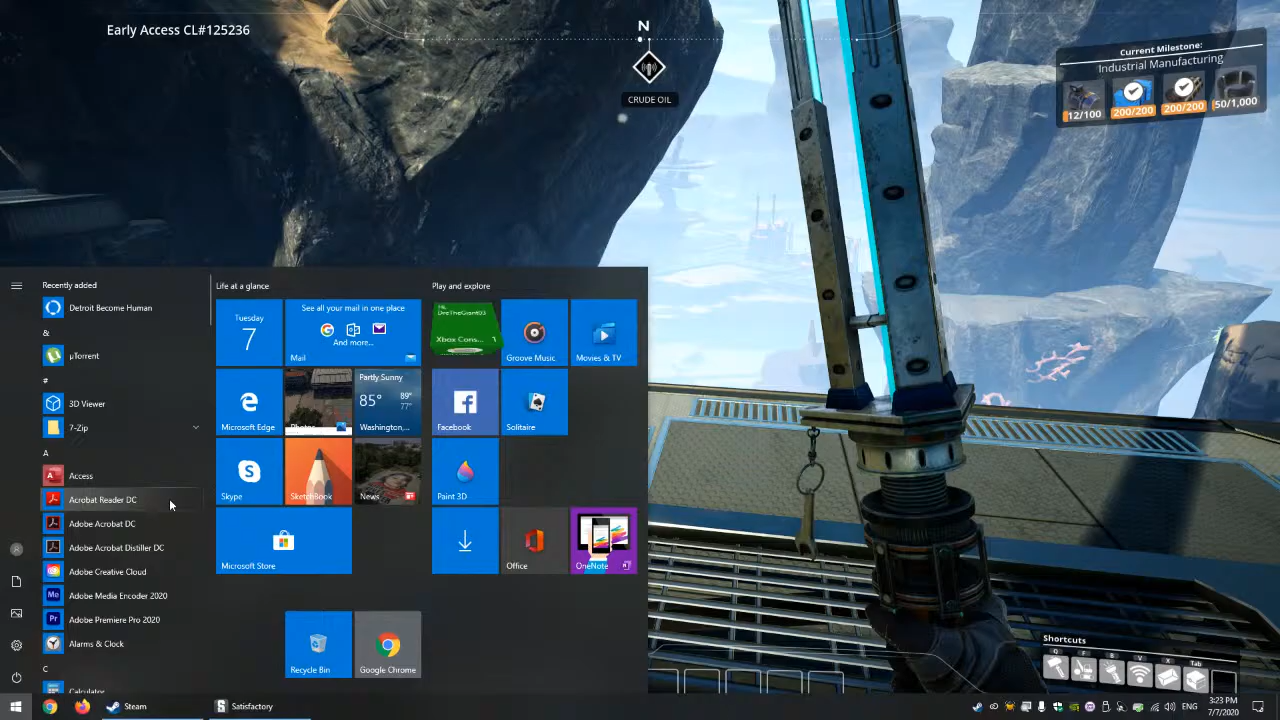 Early Access CL#125236
N
CRUDE OIL
Current Milestone:
Industrial Manufacturing
12/100
200/200
200/200
50/1,000
Recently added
Detroit Become Human
&
µTorrent
#
3D Viewer
7-Zip
A
Access
Acrobat Reader DC
Adobe Acrobat DC
Adobe Acrobat Distiller DC
Adobe Creative Cloud
Adobe Media Encoder 2020
Adobe Premiere Pro 2020
Alarms & Clock
C
Calculator
Life at a glance
Tuesday
7
See all your mail in one place
And more...
Mail
Microsoft Edge
Photos
Partly Sunny
85°
89°
77°
Washington,...
Skype
SketchBook
News
Microsoft Store
Recycle Bin
Google Chrome
Play and explore
Hi,
DreTheGiant03
Xbox Cons...
Groove Music
Movies & TV
Facebook
Solitaire
Paint 3D
Office
OneNote
Shortcuts
Q
F
X
Tab
Steam
Satisfactory
ENG
3:23 PM
7/7/2020